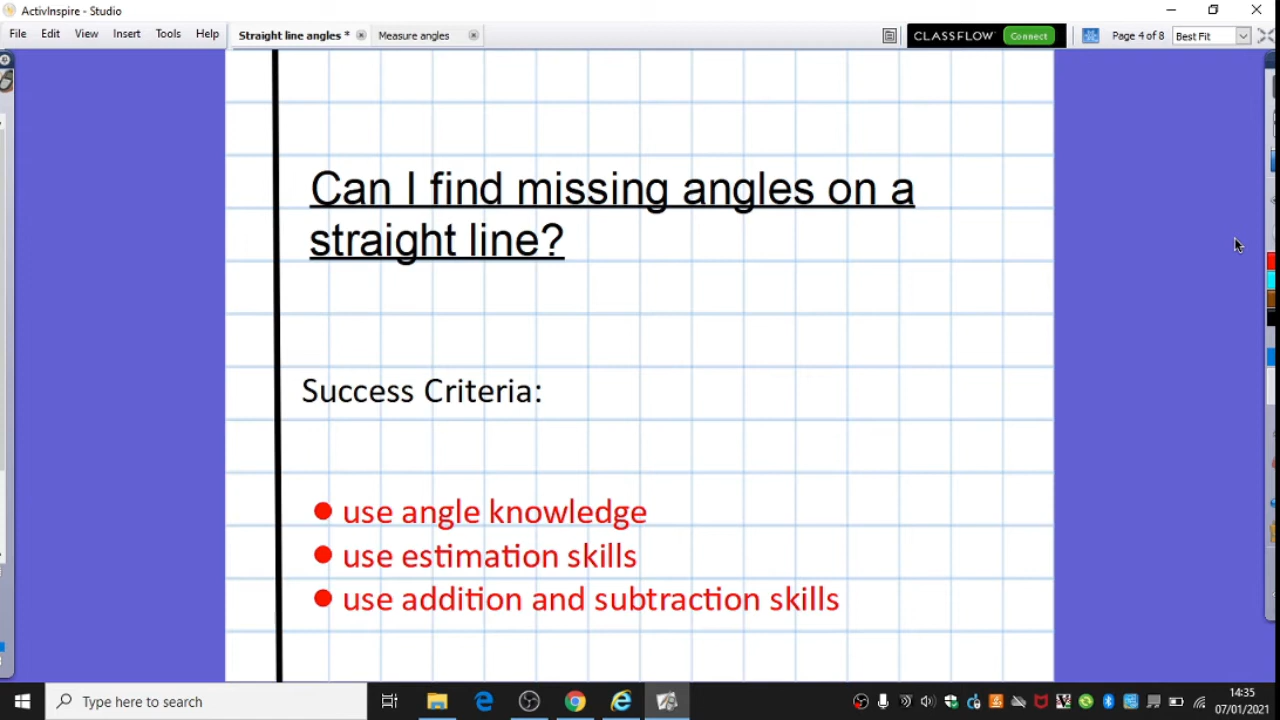 ActivInspire - Studio
File Edit View Insert Tools Help Straight line angles * Measure angles CLASSFLOW Connect Page 4 of 8 Best Fit
Can I find missing angles on a
straight line?
Success Criteria:
● use angle knowledge
● use estimation skills
● use addition and subtraction skills
Type here to search
14:35
07/01/2021